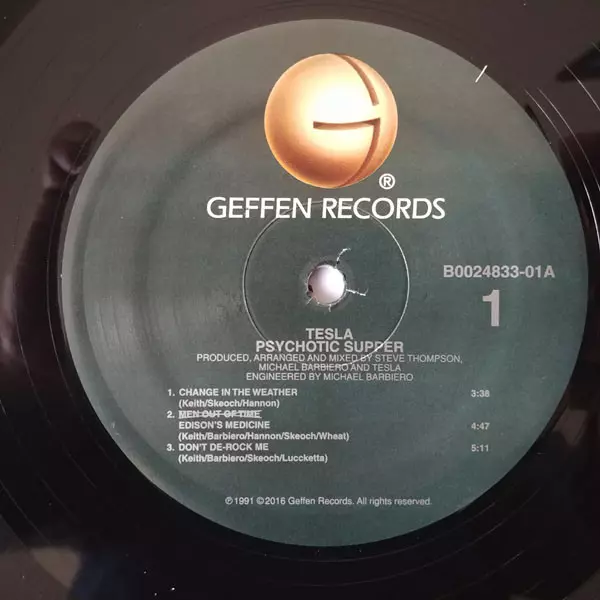 ®
GEFFEN RECORDS
B0024833-01A
1
TESLA
PSYCHOTIC SUPPER
PRODUCED, ARRANGED AND MIXED BY STEVE THOMPSON,
MICHAEL BARBIERO AND TESLA
ENGINEERED BY MICHAEL BARBIERO
1. CHANGE IN THE WEATHER 3:38
(Keith/Skeoch/Hannon)
2. MEN OUT OF TIME
EDISON'S MEDICINE 4:47
(Keith/Barbiero/Hannon/Skeoch/Wheat)
3. DON'T DE-ROCK ME 5:11
(Keith/Barbiero/Skeoch/Luccketta)
℗1991 ©2016 Geffen Records. All rights reserved.